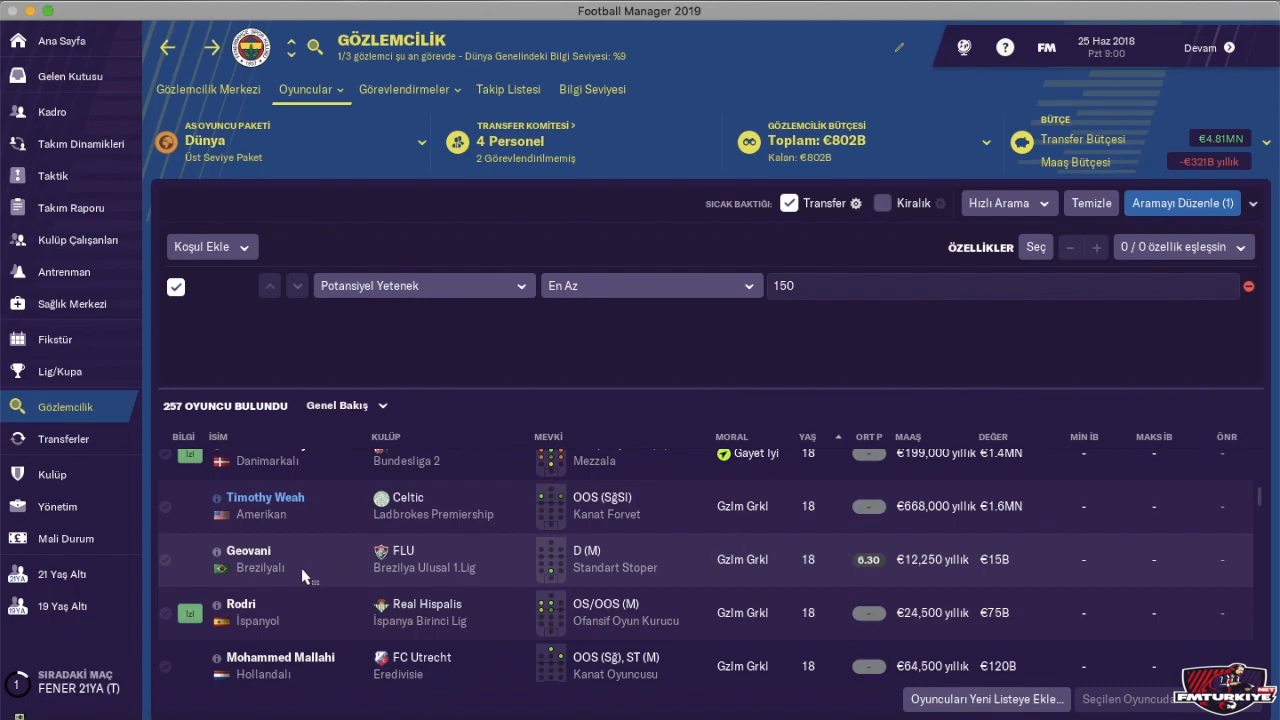 Football Manager 2019
Ana Sayfa
Gelen Kutusu
Kadro
Takım Dinamikleri
Taktik
Takım Raporu
Kulüp Çalışanları
Antrenman
Sağlık Merkezi
Fikstür
Lig/Kupa
Gözlemcilik
Transferler
Kulüp
Yönetim
Mali Durum
21YA 21 Yaş Altı
19YA 19 Yaş Altı
1 SIRADAKİ MAÇ
FENER 21YA (T)
GÖZLEMCİLİK
1/3 gözlemci şu an görevde - Dünya Genelindeki Bilgi Seviyesi: %9
? FM 25 Haz 2018 Devam
Pzt 9:00
Gözlemcilik Merkezi Oyuncular Görevlendirmeler Takip Listesi Bilgi Seviyesi
AS OYUNCU PAKETİ
Dünya
Üst Seviye Paket
TRANSFER KOMİTESİ >
4 Personel
2 Görevlendirilmemiş
GÖZLEMCİLİK BÜTÇESİ
Toplam: €802B
Kalan: €802B
BÜTÇE
Transfer Bütçesi €4.81MN
Maaş Bütçesi -€321B yıllık
SICAK BAKTIĞI: Transfer Kiralık Hızlı Arama Temizle Aramayı Düzenle (1)
Koşul Ekle ÖZELLİKLER Seç - + 0 / 0 özellik eşleşsin
Potansiyel Yetenek En Az 150
257 OYUNCU BULUNDU Genel Bakış
BİLGİ İSİM KULÜP MEVKİ MORAL YAŞ ORT P MAAŞ DEĞER MİN İB MAKS İB ÖNR
Gayet İyi 18 - €199,000 yıllık €1.4MN
İzl Danimarkalı Bundesliga 2 Mezzala
Timothy Weah Celtic OOS (SğSl) Gzlm Grkl 18 - €668,000 yıllık €1.6MN - - -
Amerikan Ladbrokes Premiership Kanat Forvet
Geovani FLU D (M) Gzlm Grkl 18 6.30 €12,250 yıllık €15B - - -
Brezilyalı Brezilya Ulusal 1.Lig Standart Stoper
İzl Rodri Real Hispalis OS/OOS (M) Gzlm Grkl 18 - €24,500 yıllık €75B - - -
İspanyol İspanya Birinci Lig Ofansif Oyun Kurucu
Mohammed Mallahi FC Utrecht OOS (Sğ), ST (M) Gzlm Grkl 18 - €64,500 yıllık €120B - - -
Hollandalı Eredivisie Kanat Oyuncusu
Oyuncuları Yeni Listeye Ekle... Seçilen Oyuncuda
FMTURKIYE.NET